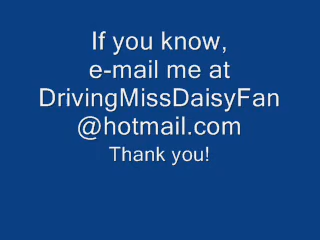 If you know,
e-mail me at
DrivingMissDaisyFan
@hotmail.com
Thank you!